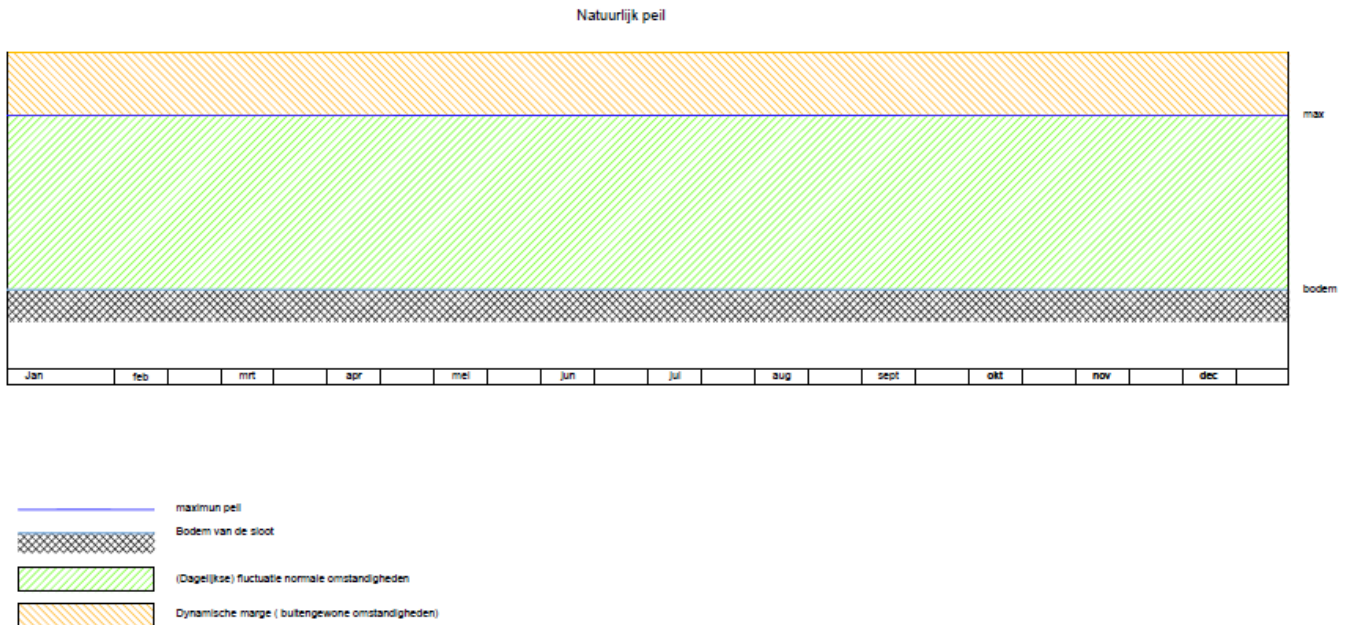 Natuurlijk peil
max
bodem
Jan feb mrt apr mei jun jul aug sept okt nov dec
maximun peil
Bodem van de sloot
(Dagelijkse) fluctuatie normale omstandigheden
Dynamische marge ( buitengewone omstandigheden)